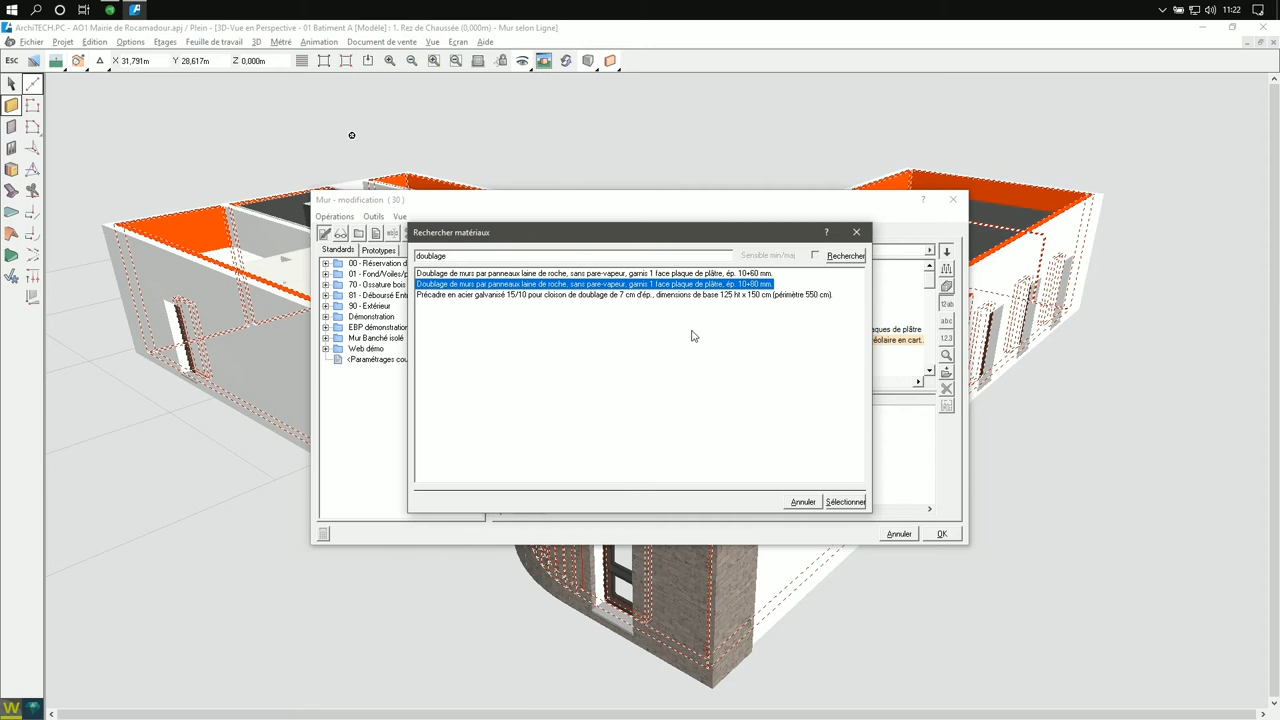 11:22
ArchiTECH.PC - AO1 Mairie de Rocamadour.apj / Plein - [3D-Vue en Perspective - 01 Batiment A [Modèle] : 1. Rez de Chaussée (0,000m) - Mur selon Ligne]
Fichier Projet Edition Options Etages Feuille de travail 3D Métré Animation Document de vente Vue Ecran Aide
Esc X 31,791m Y 28,617m Z 0,000m
Mur - modification ( 30 )
Opérations Outils Vue
Rechercher matériaux
Standards Prototypes
doublage Sensible min/maj Rechercher
00 - Réservation d
01 - Fond/Voiles/p
70 - Ossature bois
81 - Déboursé Ent
90 - Extérieur
Démonstration
EBP démonstration
Mur Banché isolé
Web démo
<Paramétrages cou
Doublage de murs par panneaux laine de roche, sans pare-vapeur, garnis 1 face plaque de plâtre, ép. 10+60 mm.
Doublage de murs par panneaux laine de roche, sans pare-vapeur, garnis 1 face plaque de plâtre, ép. 10+80 mm.
Précadre en acier galvanisé 15/10 pour cloison de doublage de 7 cm d'ép., dimensions de base 125 ht x 150 cm (périmètre 550 cm).
aques de plâtre
éolaire en cart.
12ab
abc
1.2.3
Annuler Sélectionner
Annuler OK
W